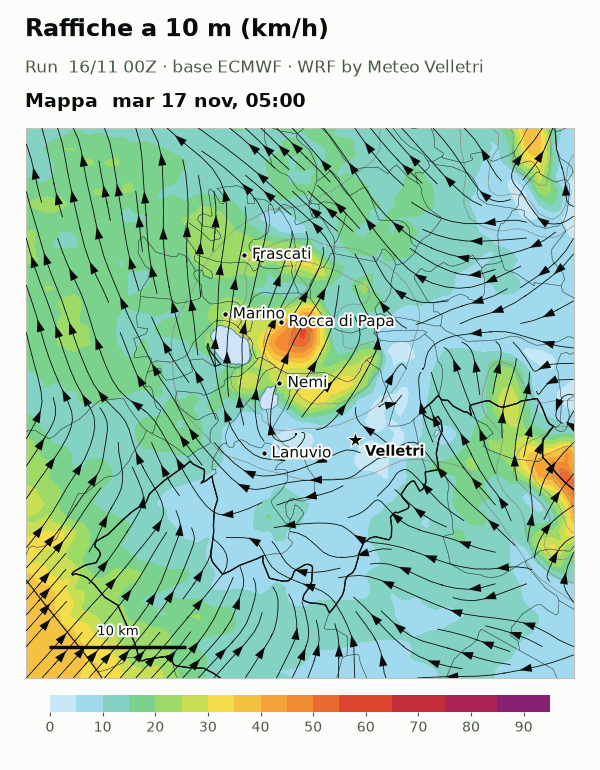 Raffiche a 10 m (km/h)
Run  16/11 00Z · base ECMWF · WRF by Meteo Velletri
Mappa  mar 17 nov, 05:00
Frascati
Marino
Rocca di Papa
Nemi
Velletri
Lanuvio
10 km
0 10 20 30 40 50 60 70 80 90